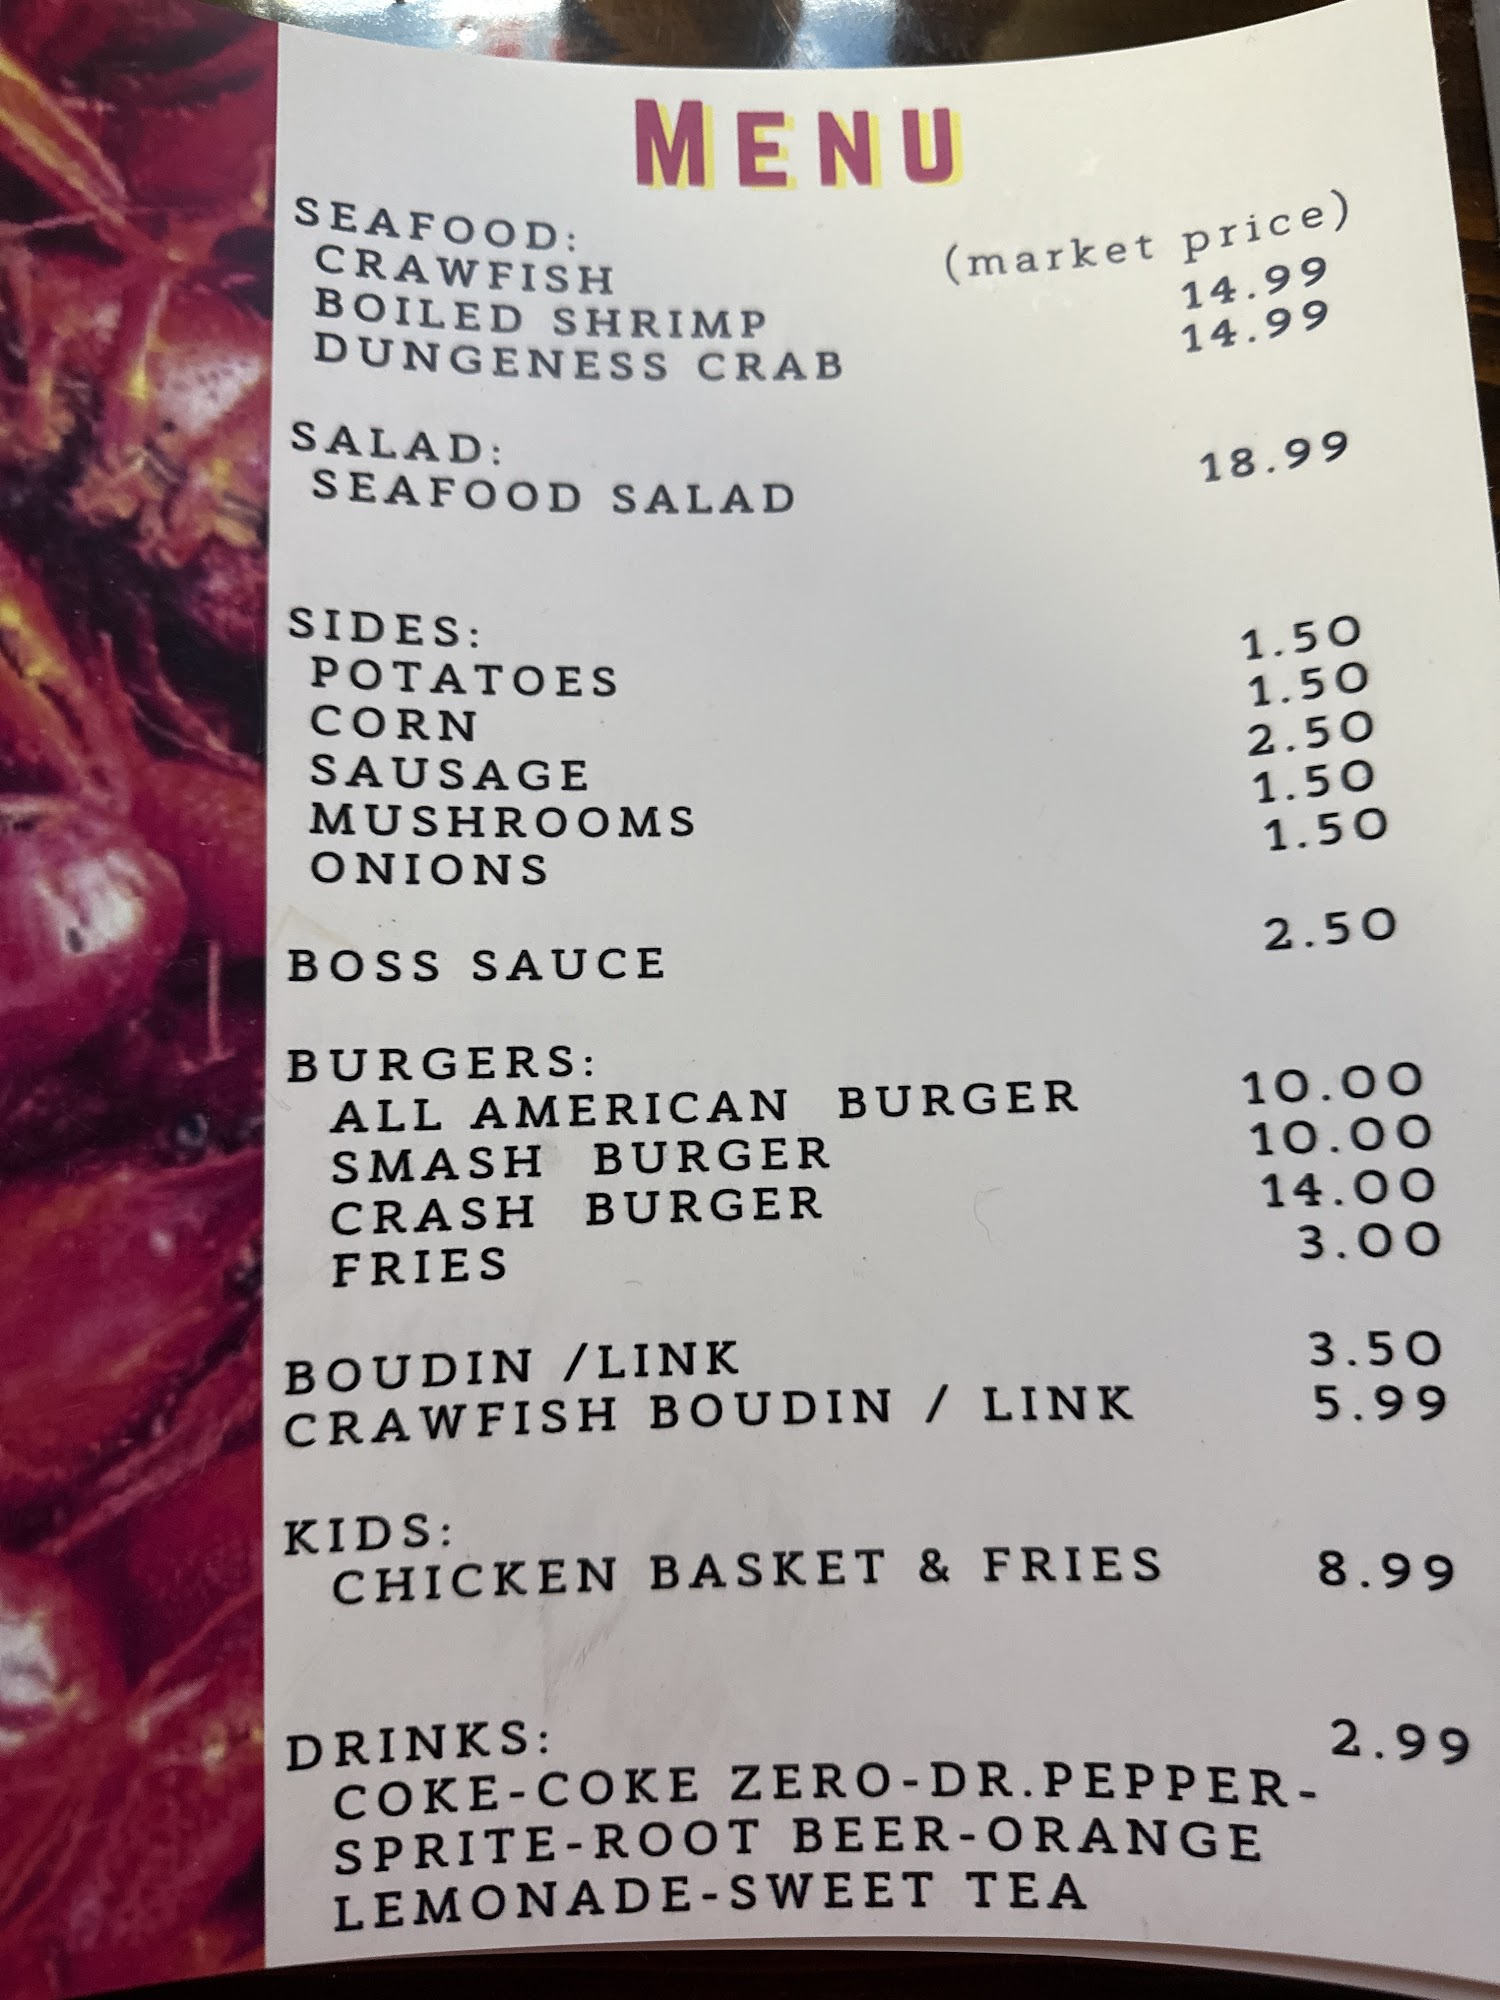 MENU
SEAFOOD:
CRAWFISH (market price)
BOILED SHRIMP 14.99
DUNGENESS CRAB 14.99
SALAD:
SEAFOOD SALAD 18.99
SIDES:
POTATOES 1.50
CORN 1.50
SAUSAGE 2.50
MUSHROOMS 1.50
ONIONS 1.50
BOSS SAUCE 2.50
BURGERS:
ALL AMERICAN BURGER 10.00
SMASH BURGER 10.00
CRASH BURGER 14.00
FRIES 3.00
BOUDIN /LINK 3.50
CRAWFISH BOUDIN / LINK 5.99
KIDS:
CHICKEN BASKET & FRIES 8.99
DRINKS: 2.99
COKE-COKE ZERO-DR.PEPPER-
SPRITE-ROOT BEER-ORANGE
LEMONADE-SWEET TEA